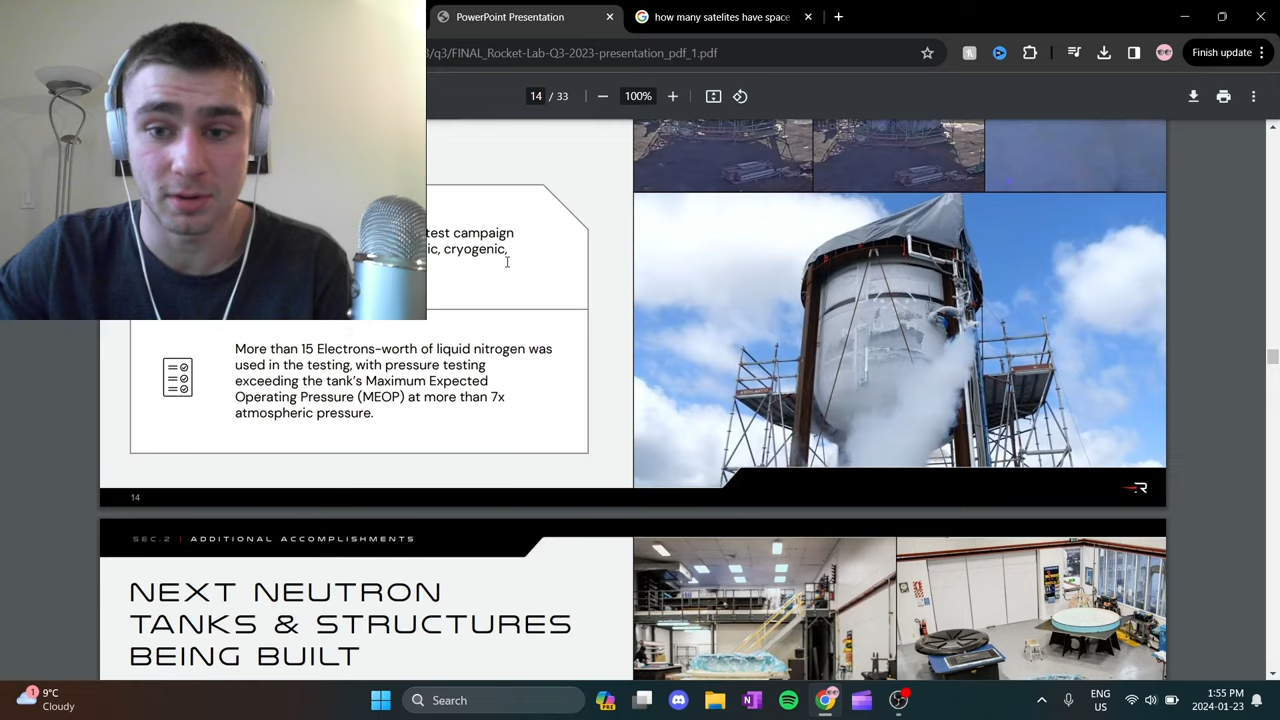 PowerPoint Presentation
how many satelites have space
3/q3/FINAL_Rocket-Lab-Q3-2023-presentation_pdf_1.pdf
Finish update
14 / 33
100%
test campaign
ic, cryogenic,
More than 15 Electrons-worth of liquid nitrogen was
used in the testing, with pressure testing
exceeding the tank's Maximum Expected
Operating Pressure (MEOP) at more than 7x
atmospheric pressure.
14
R
SEC.2 | ADDITIONAL ACCOMPLISHMENTS
NEXT NEUTRON
TANKS & STRUCTURES
BEING BUILT
1
9°C
Cloudy
Search
PRE
ENG
US
1:55 PM
2024-01-23